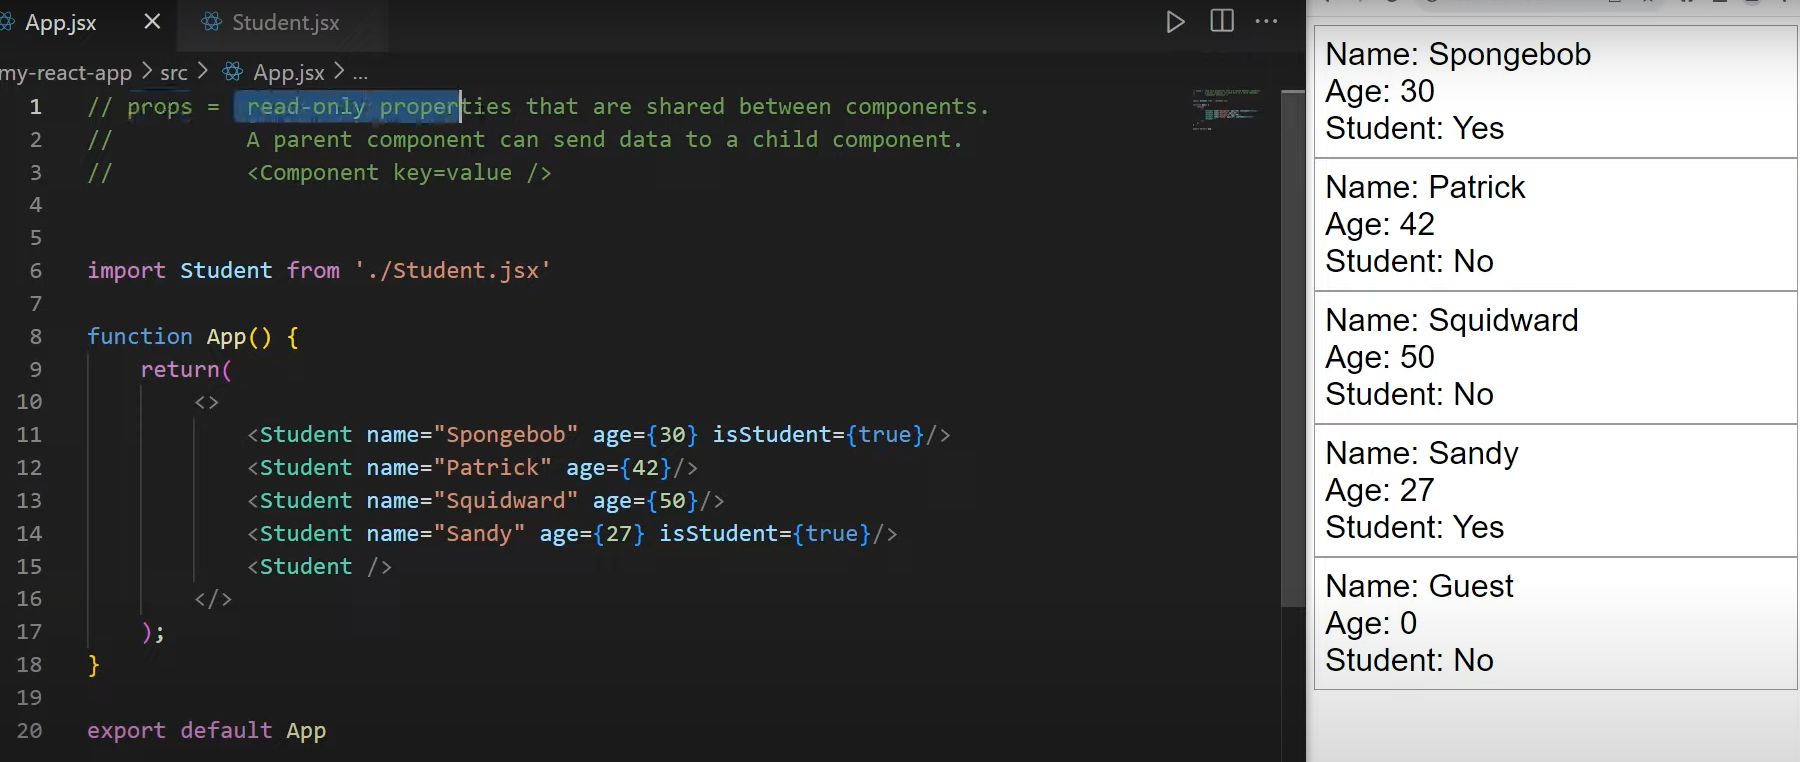 App.jsx
Student.jsx
my-react-app > src > App.jsx > ...
1 // props = read-only properties that are shared between components.
2 //         A parent component can send data to a child component.
3 //         <Component key=value />
4
5
6 import Student from './Student.jsx'
7
8 function App() {
9     return(
10         <>
11             <Student name="Spongebob" age={30} isStudent={true}/>
12             <Student name="Patrick" age={42}/>
13             <Student name="Squidward" age={50}/>
14             <Student name="Sandy" age={27} isStudent={true}/>
15             <Student />
16         </>
17     );
18 }
19
20 export default App
Name: Spongebob
Age: 30
Student: Yes
Name: Patrick
Age: 42
Student: No
Name: Squidward
Age: 50
Student: No
Name: Sandy
Age: 27
Student: Yes
Name: Guest
Age: 0
Student: No